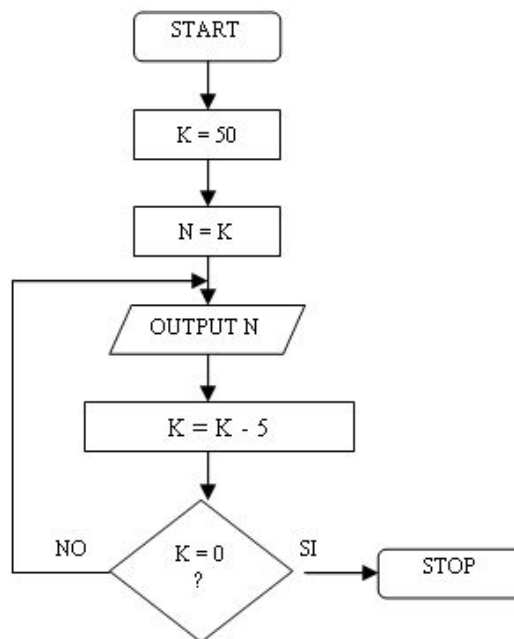 START
K = 50
N = K
OUTPUT N
K = K - 5
K = 0
?
NO
SI
STOP